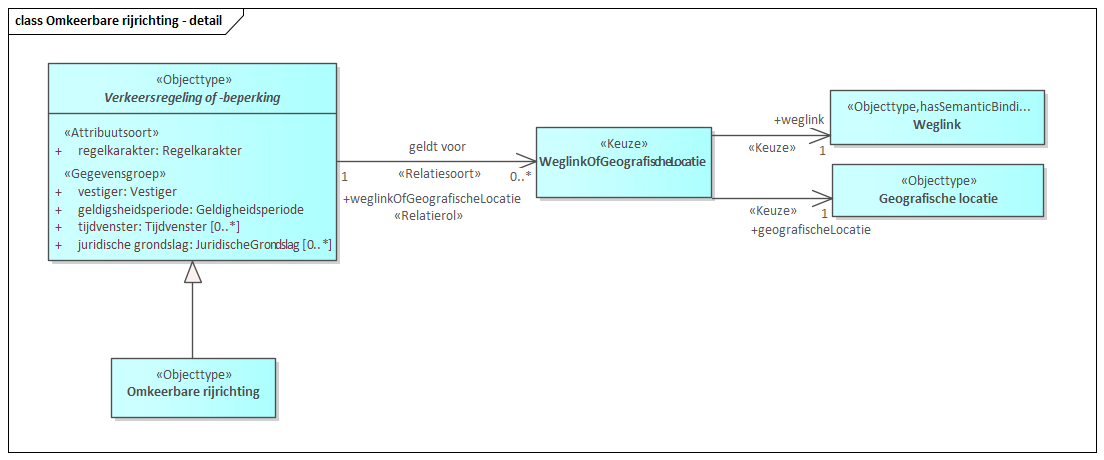 class Omkeerbare rijrichting - detail
«Objecttype»
Verkeersregeling of -beperking
«Attribuutsoort»
+ regelkarakter: Regelkarakter
«Gegevensgroep»
+ vestiger: Vestiger
+ geldigsheidsperiode: Geldigheidsperiode
+ tijdvenster: Tijdvenster [0..*]
+ juridische grondslag: JuridischeGrondslag [0..*]
geldt voor
«Relatiesoort»
1
0..*
+weglinkOfGeografischeLocatie
«Relatierol»
«Keuze»
WeglinkOfGeografischeLocatie
+weglink
«Keuze»
1
«Objecttype,hasSemanticBindi...
Weglink
«Keuze»
1
+geografischeLocatie
«Objecttype»
Geografische locatie
«Objecttype»
Omkeerbare rijrichting